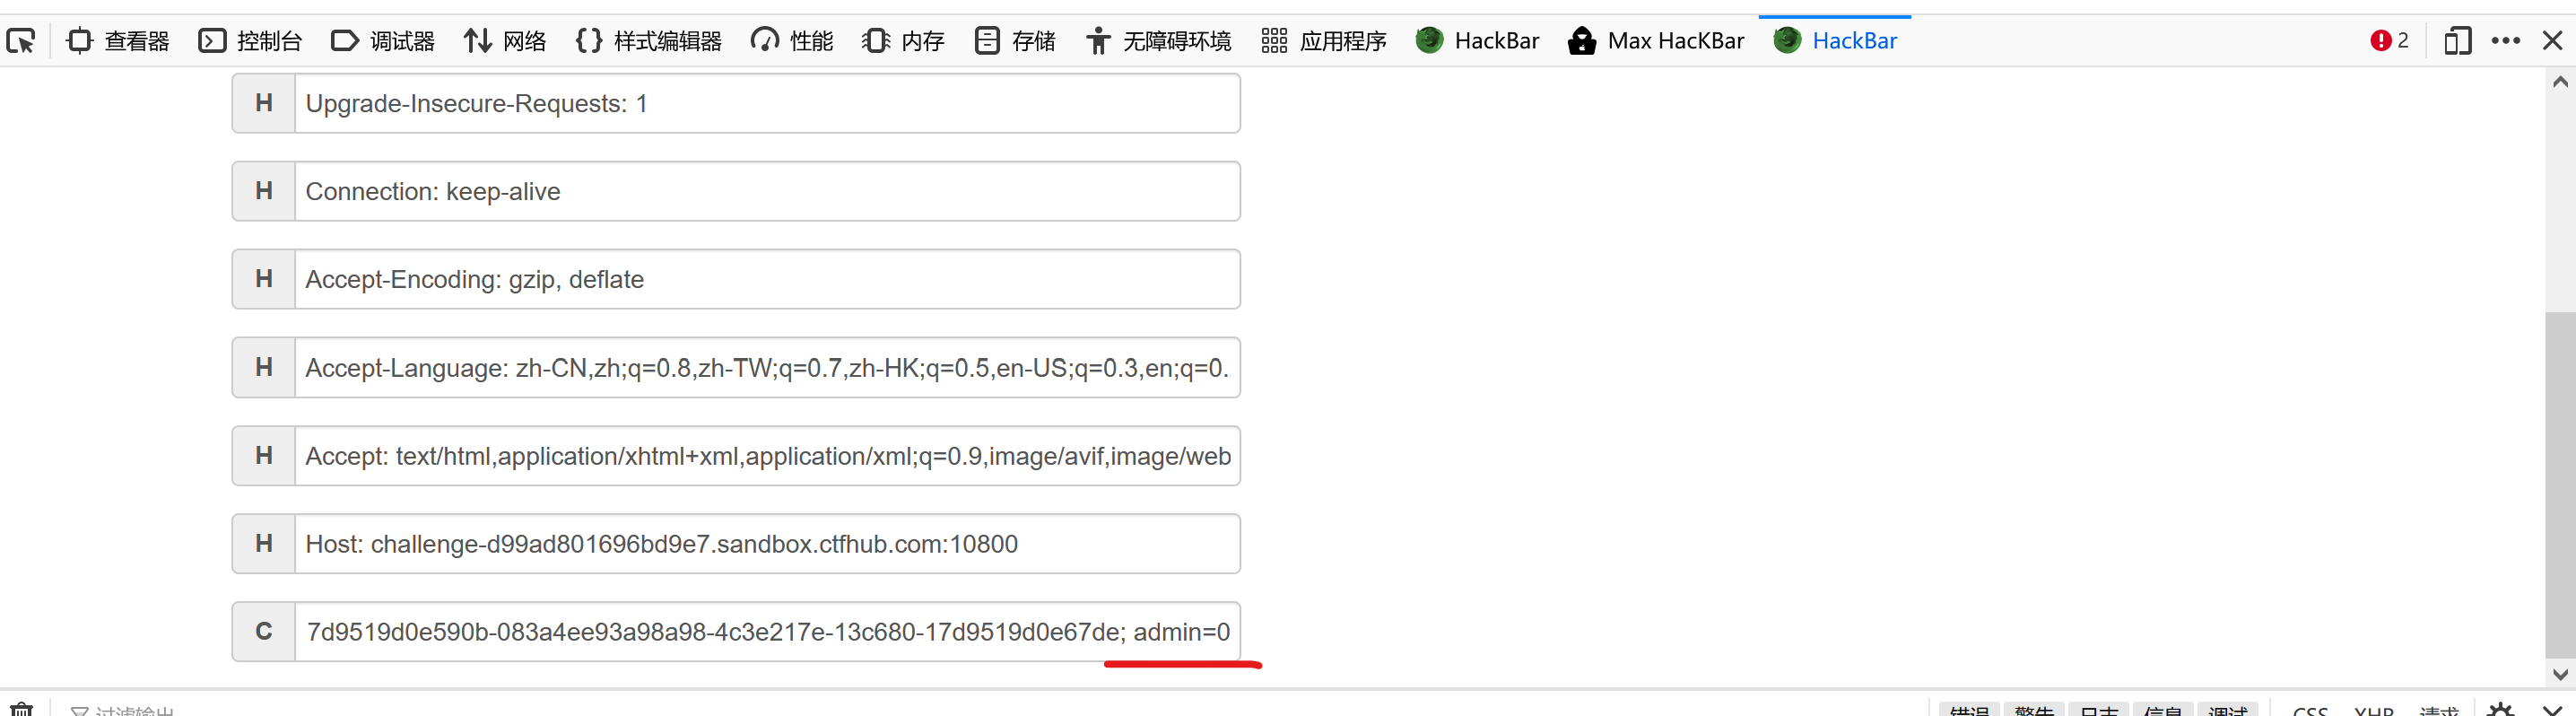 查看器 控制台 调试器 网络 样式编辑器 性能 内存 存储 无障碍环境 应用程序 HackBar Max HacKBar HackBar 2
H Upgrade-Insecure-Requests: 1
H Connection: keep-alive
H Accept-Encoding: gzip, deflate
H Accept-Language: zh-CN,zh;q=0.8,zh-TW;q=0.7,zh-HK;q=0.5,en-US;q=0.3,en;q=0.
H Accept: text/html,application/xhtml+xml,application/xml;q=0.9,image/avif,image/web
H Host: challenge-d99ad801696bd9e7.sandbox.ctfhub.com:10800
C 7d9519d0e590b-083a4ee93a98a98-4c3e217e-13c680-17d9519d0e67de; admin=0
过滤输出 错误 警告 日志 信息 调试 CSS XHR 请求